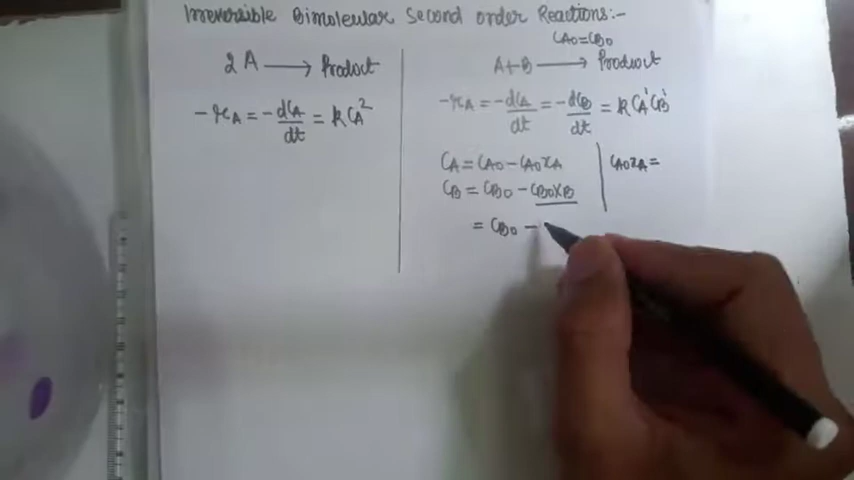 Irreversible Bimolecular Second order Reactions:-
2A → Product
-rA = -dCA/dt = kCA²
CA0=CB0
A+B → Product
-rA = -dCA/dt = -dCB/dt = kCA¹CB¹
CA = CA0 - CA0XA
CA0XA =
CB = CB0 - CB0XB
= CB0 -